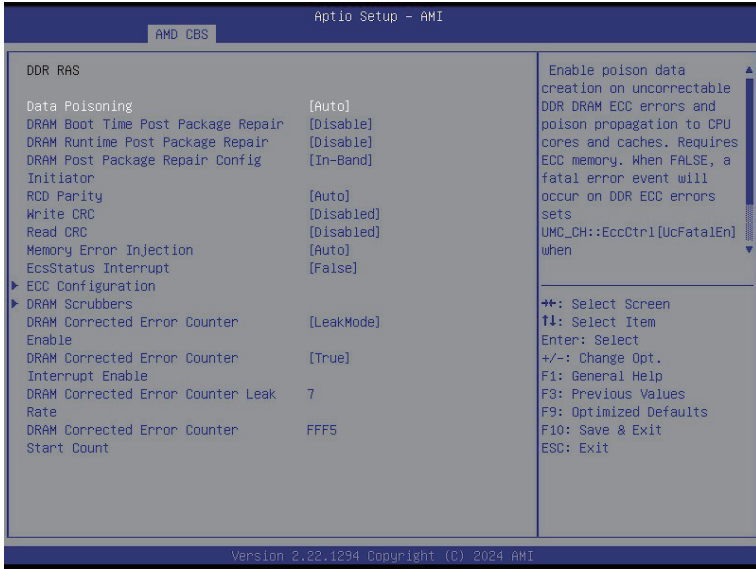 Aptio Setup – AMI
AMD CBS
DDR RAS
Data Poisoning [Auto]
DRAM Boot Time Post Package Repair [Disable]
DRAM Runtime Post Package Repair [Disable]
DRAM Post Package Repair Config [In-Band]
Initiator
RCD Parity [Auto]
Write CRC [Disabled]
Read CRC [Disabled]
Memory Error Injection [Auto]
EcsStatus Interrupt [False]
▶ ECC Configuration
▶ DRAM Scrubbers
DRAM Corrected Error Counter [LeakMode]
Enable
DRAM Corrected Error Counter [True]
Interrupt Enable
DRAM Corrected Error Counter Leak 7
Rate
DRAM Corrected Error Counter FFF5
Start Count
Enable poison data
creation on uncorrectable
DDR DRAM ECC errors and
poison propagation to CPU
cores and caches. Requires
ECC memory. When FALSE, a
fatal error event will
occur on DDR ECC errors
sets
UMC_CH::EccCtrl[UcFatalEn]
when
→←: Select Screen
↑↓: Select Item
Enter: Select
+/-: Change Opt.
F1: General Help
F3: Previous Values
F9: Optimized Defaults
F10: Save & Exit
ESC: Exit
Version 2.22.1294 Copyright (C) 2024 AMI